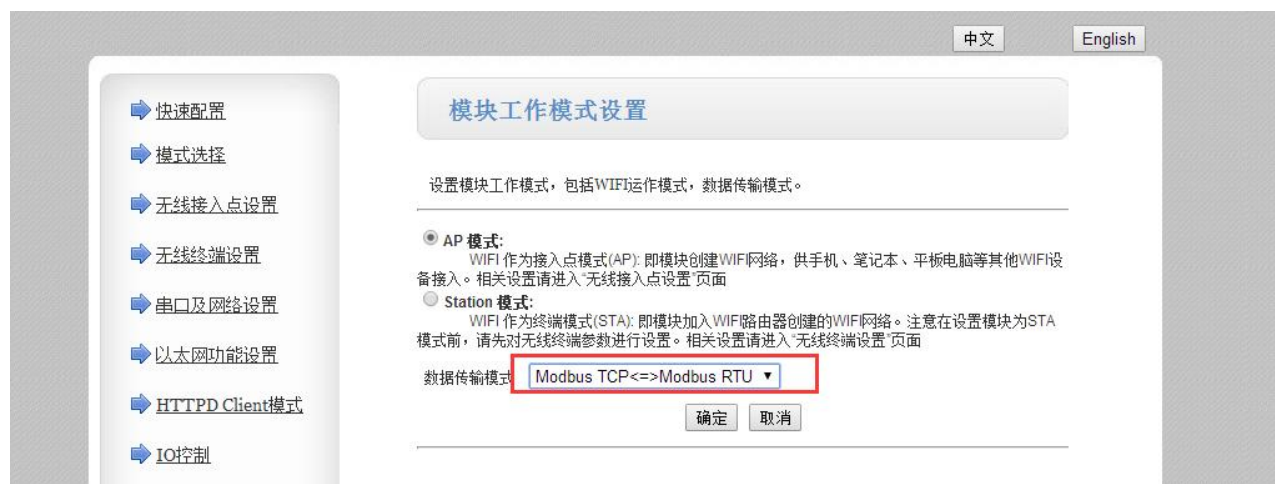 中文 English
快速配置
模式选择
无线接入点设置
无线终端设置
串口及网络设置
以太网功能设置
HTTPD Client模式
IO控制
模块工作模式设置
设置模块工作模式，包括WIFI运作模式，数据传输模式。
AP 模式:
WIFI 作为接入点模式(AP): 即模块创建WIFI网络，供手机、笔记本、平板电脑等其他WIFI设
备接入。相关设置请进入“无线接入点设置”页面
Station 模式:
WIFI 作为终端模式(STA): 即模块加入WIFI路由器创建的WIFI网络。注意在设置模块为STA
模式前，请先对无线终端参数进行设置。相关设置请进入“无线终端设置”页面
数据传输模式 Modbus TCP<=>Modbus RTU
确定 取消